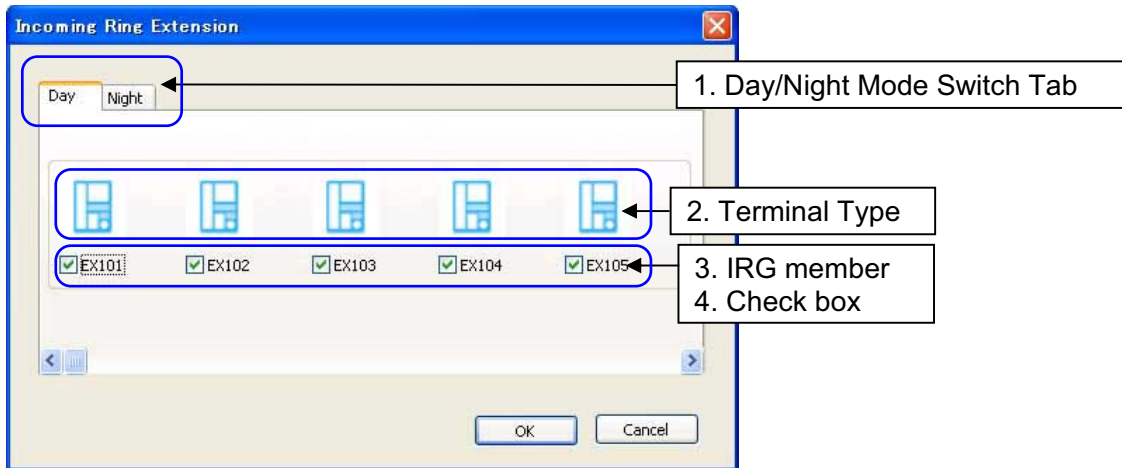 Incoming Ring Extension
1. Day/Night Mode Switch Tab
Day Night
2. Terminal Type
EX101 EX102 EX103 EX104 EX105
3. IRG member
4. Check box
OK Cancel